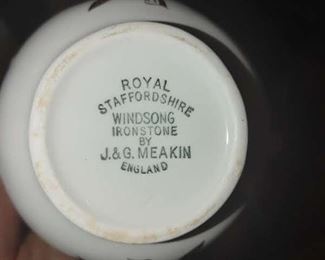 ROYAL
STAFFORDSHIRE
WINDSONG
IRONSTONE
BY
J.&G. MEAKIN
ENGLAND